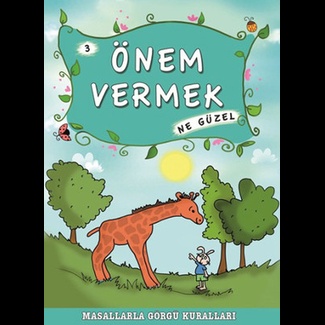 3
ÖNEM
VERMEK
NE GÜZEL
MASALLARLA GÖRGÜ KURALLARI